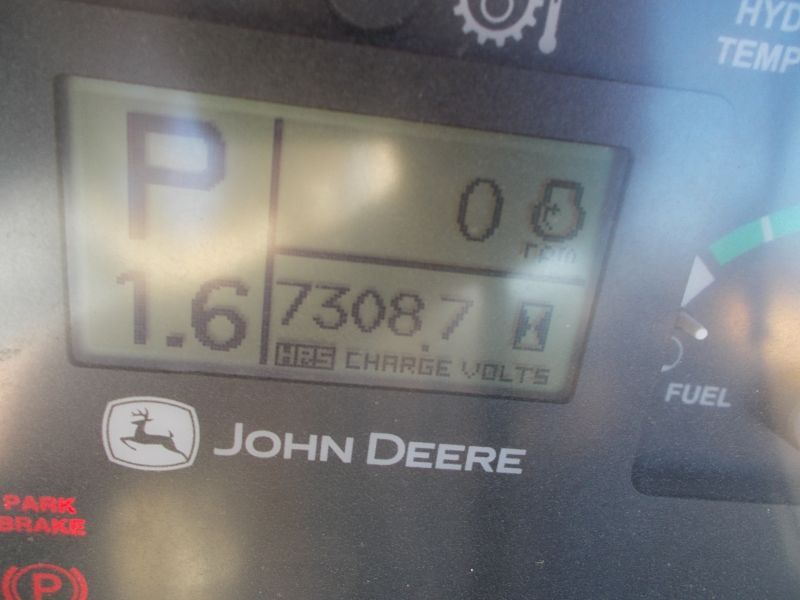 HYD
TEMP
P
0
rpm
1.6
7308.7
HRS CHARGE VOLTS
FUEL
JOHN DEERE
PARK
BRAKE
P